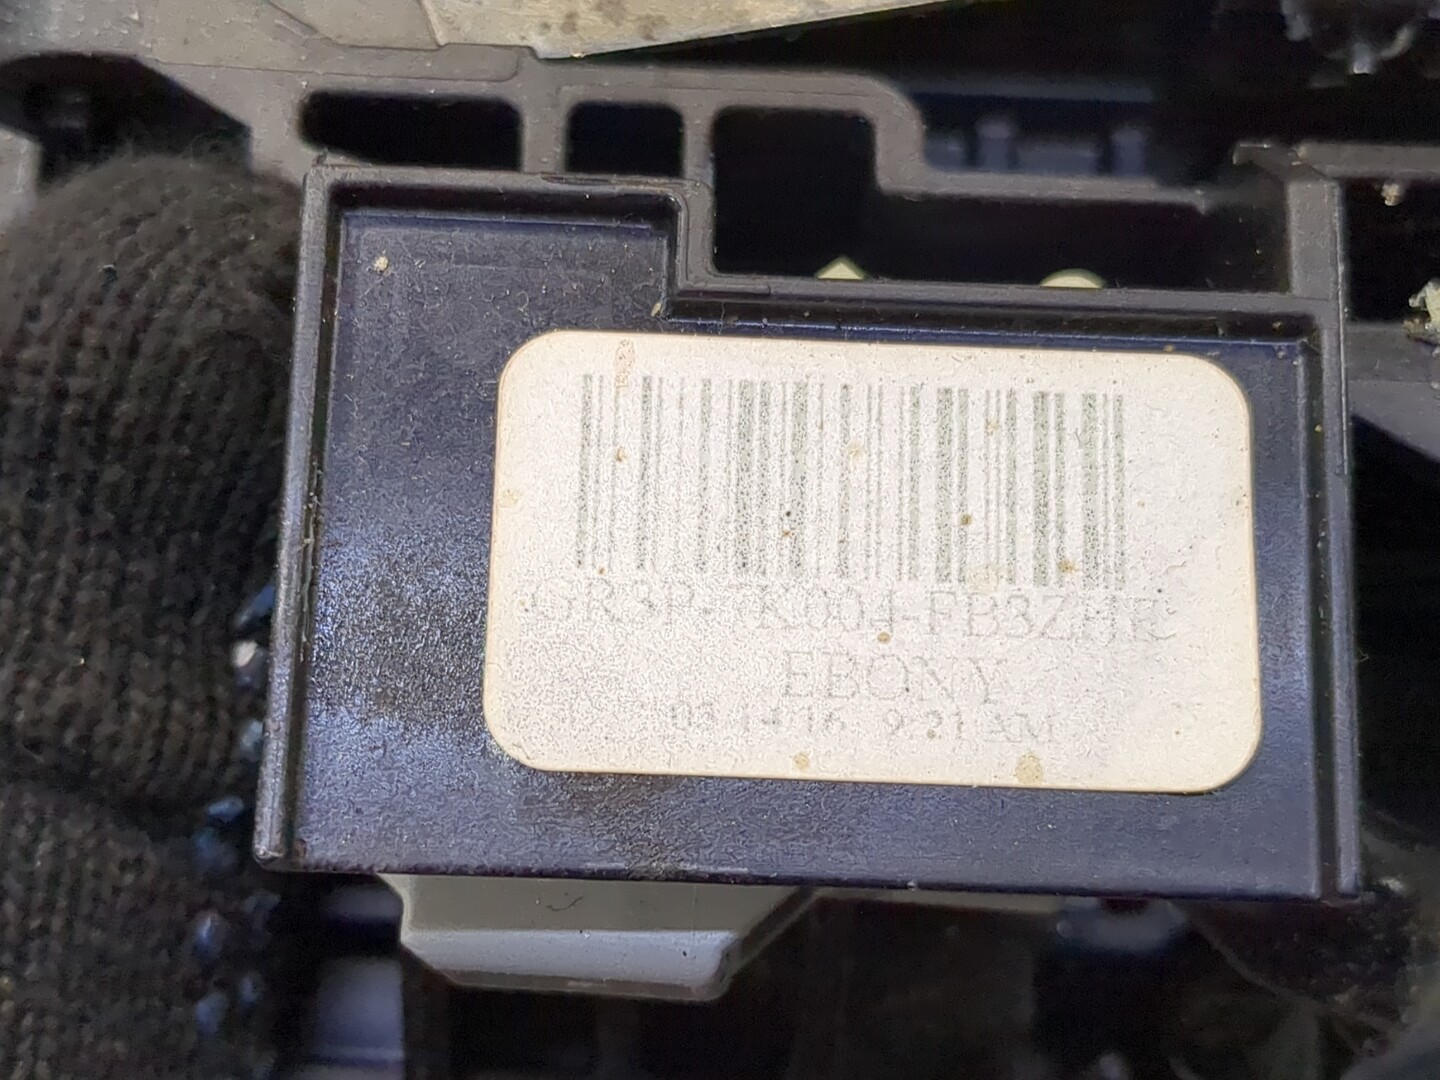 GR3P-7K004-FB3ZHE
EBONY
03/14/16 9:21 AM